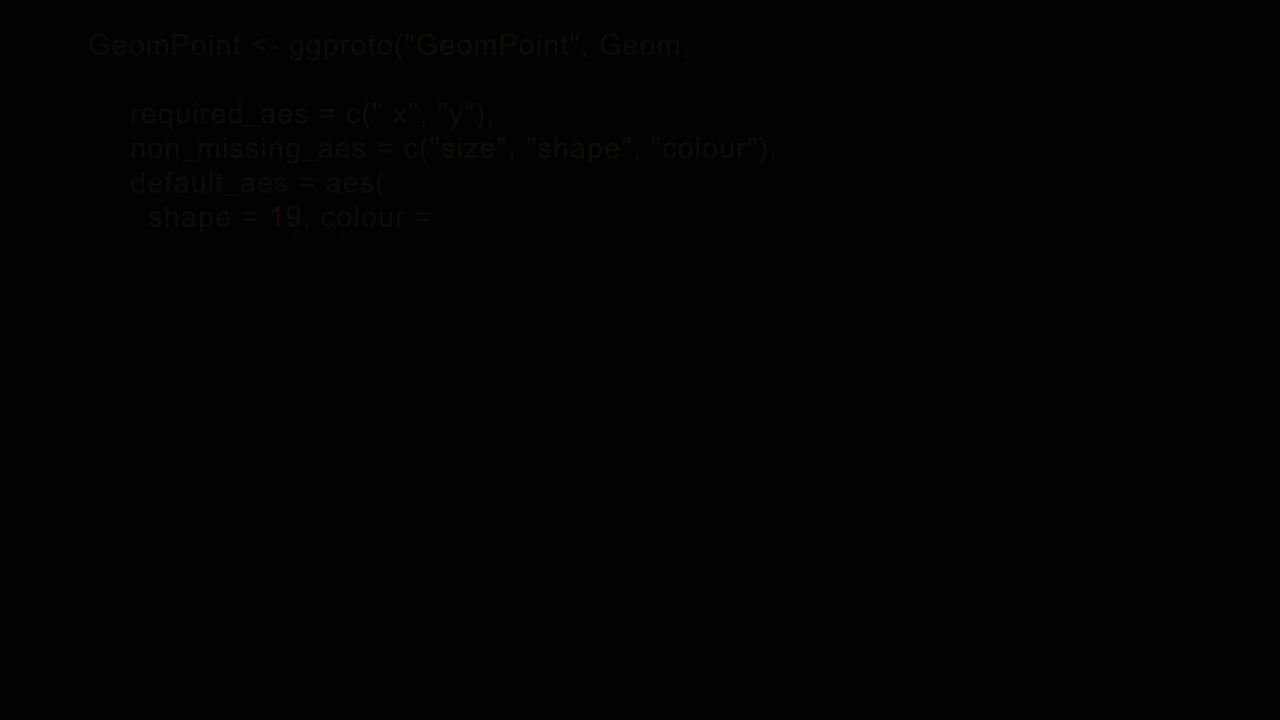 GeomPoint <- ggproto("GeomPoint", Geom,
required_aes = c(" x", "y"),
non_missing_aes = c("size", "shape", "colour"),
default_aes = aes(
shape = 19, colour =